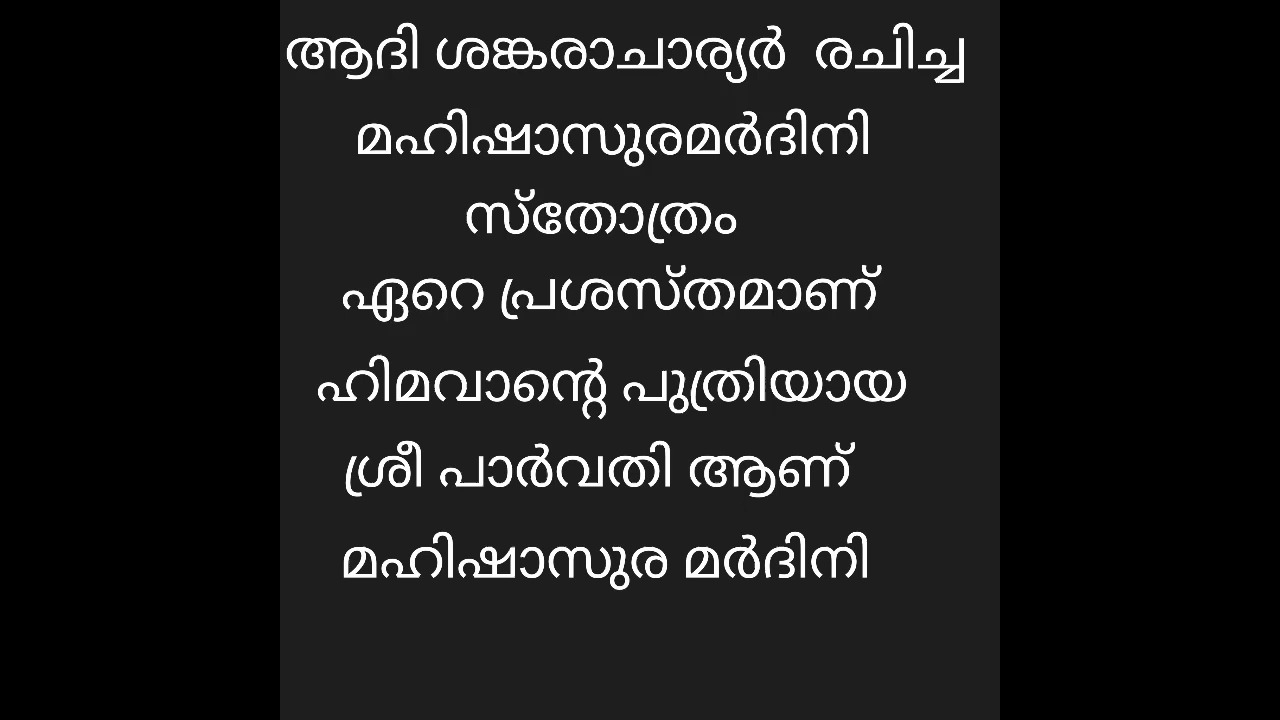 ആദി ശങ്കരാചാര്യർ രചിച്ച
മഹിഷാസുരമർദിനി
സ്തോത്രം
ഏറെ പ്രശസ്തമാണ്
ഹിമവാന്റെ പുത്രിയായ
ശ്രീ പാർവതി ആണ്
മഹിഷാസുര മർദിനി